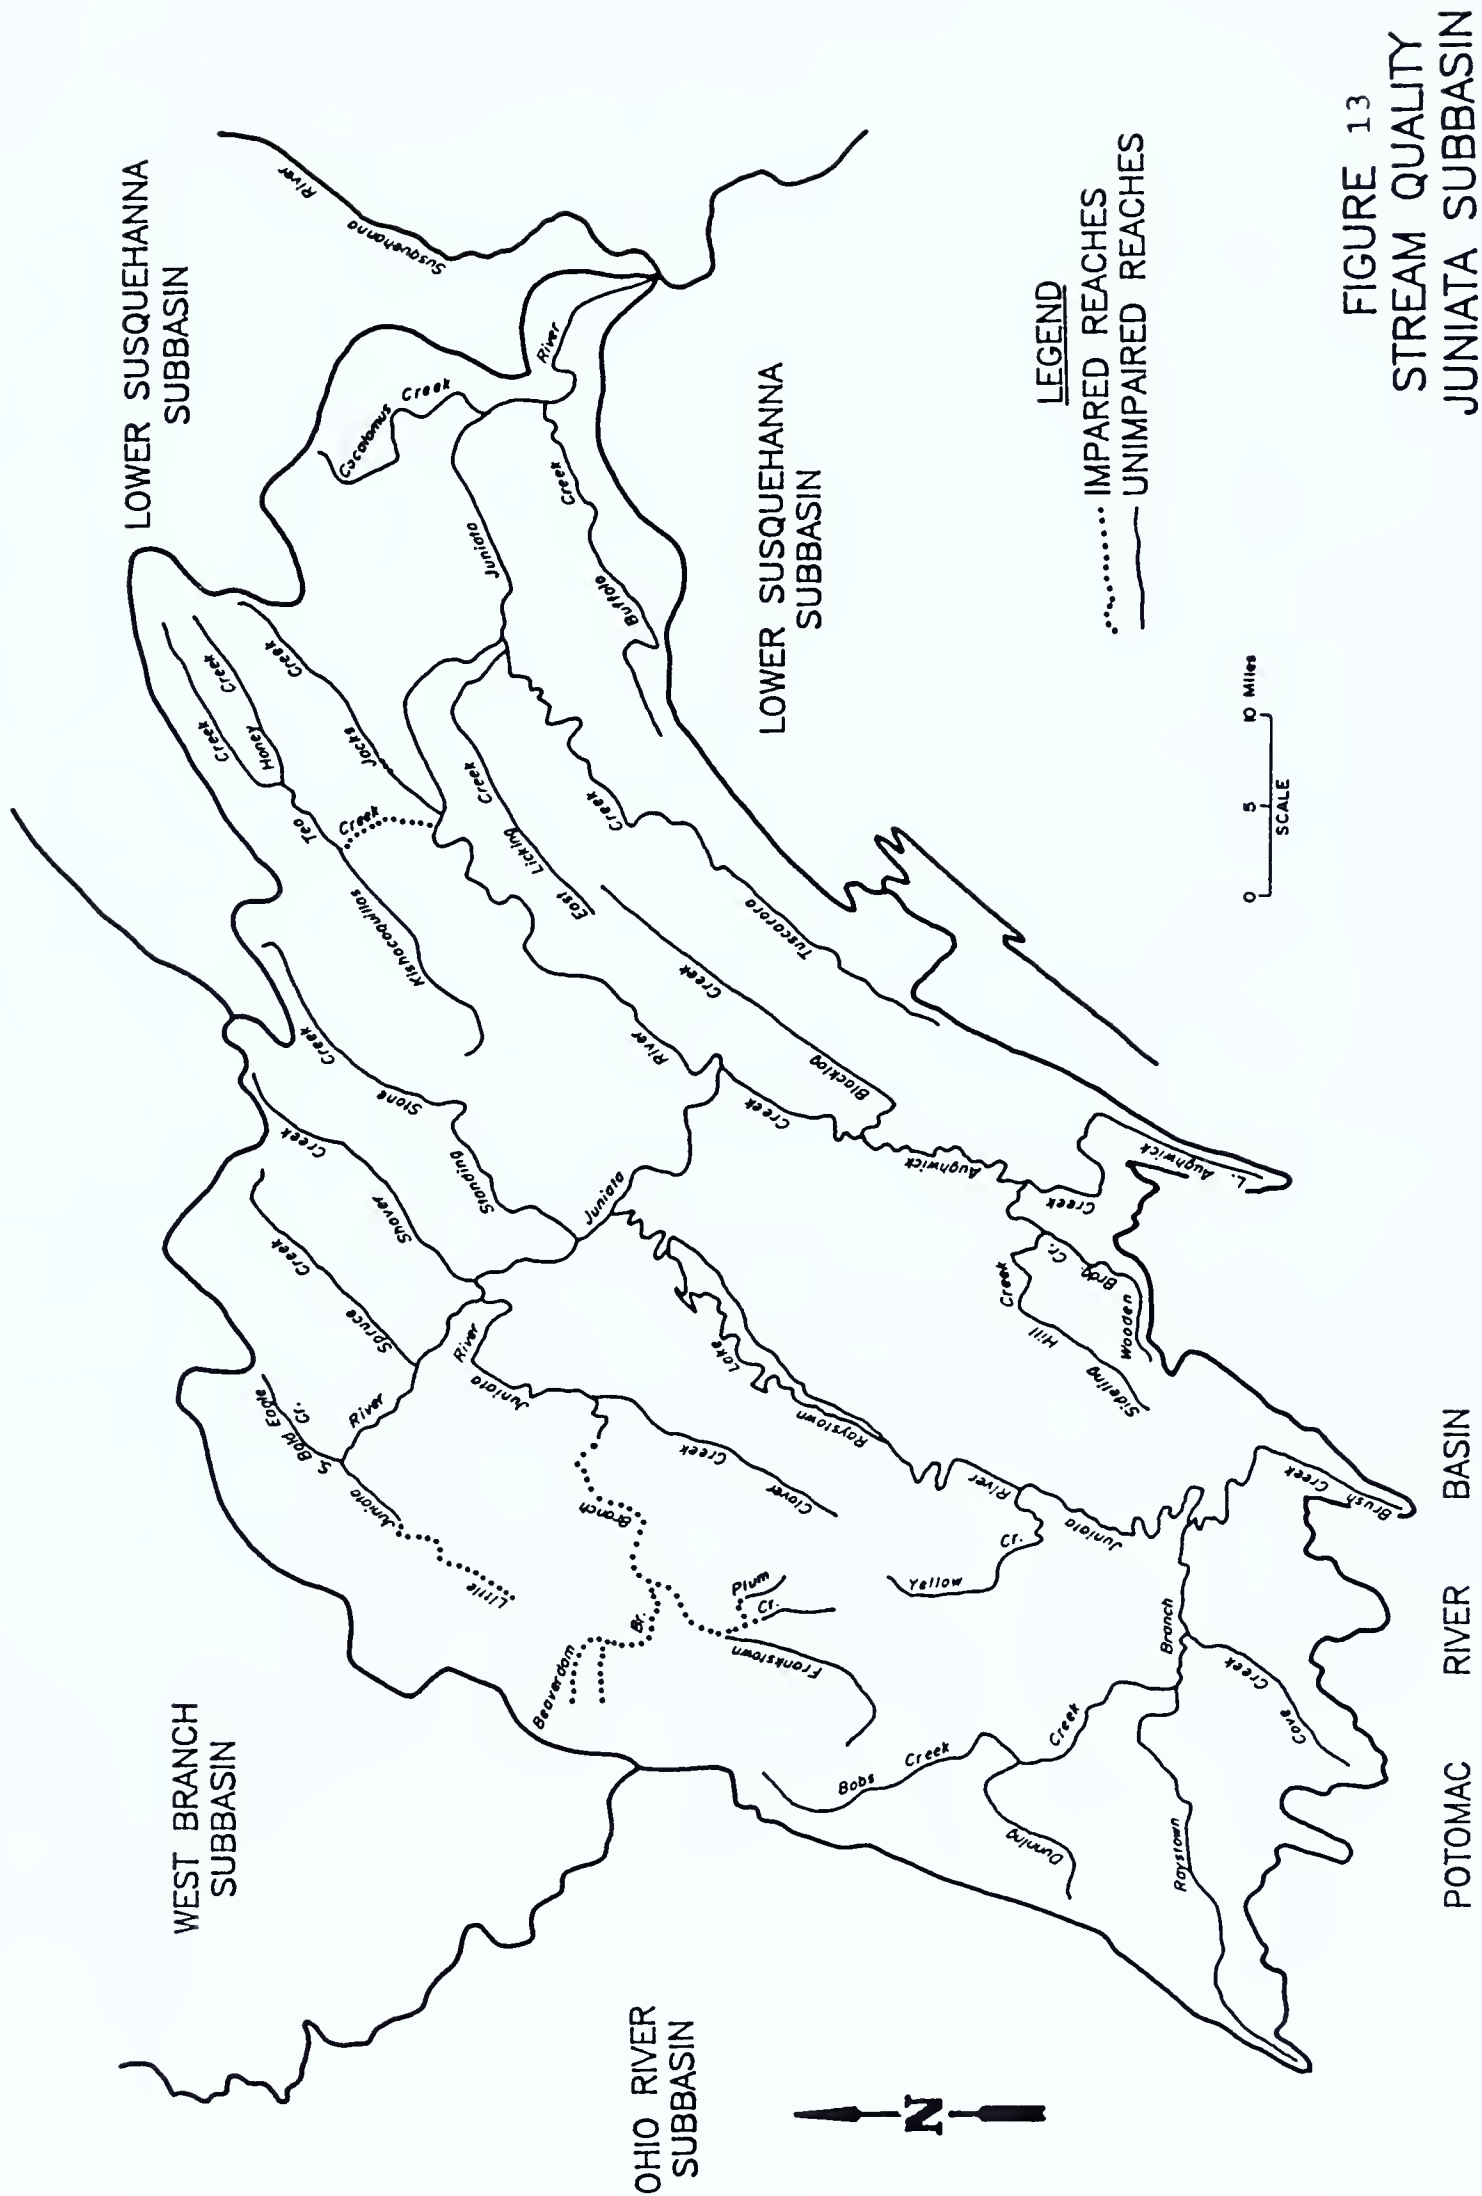 LOWER SUSQUEHANNA
SUBBASIN
WEST BRANCH
SUBBASIN
OHIO RIVER
SUBBASIN
LOWER SUSQUEHANNA
SUBBASIN
POTOMAC RIVER BASIN
Susquehanna River
Cocolamus Creek
River
Juniata
Buffalo Creek
Creek
Honey Creek
Jacks Creek
Tea
Creek
Kishacoquillas
East Licking Creek
Tuscarora Creek
Blacklog Creek
River
Standing Stone Creek
Shaver Creek
Spruce Creek
Juniata
Creek
Aughwick
L. Aughwick
Creek
Sideling Hill Creek
Wooden Brdg. Cr.
S. Bald Eagle
Cr.
Little Juniata River
Juniata River
Raystown Lake
Clover Creek
Branch
Beaverdam Br.
Plum
Cr.
Frankstown
Yellow Cr.
River
Juniata
Branch
Raystown
Brush Creek
Cove Creek
Bobs Creek
Dunning
Creek
N
0 5 10 Miles
SCALE
LEGEND
IMPARED REACHES
UNIMPAIRED REACHES
FIGURE 13
STREAM QUALITY
JUNIATA SUBBASIN